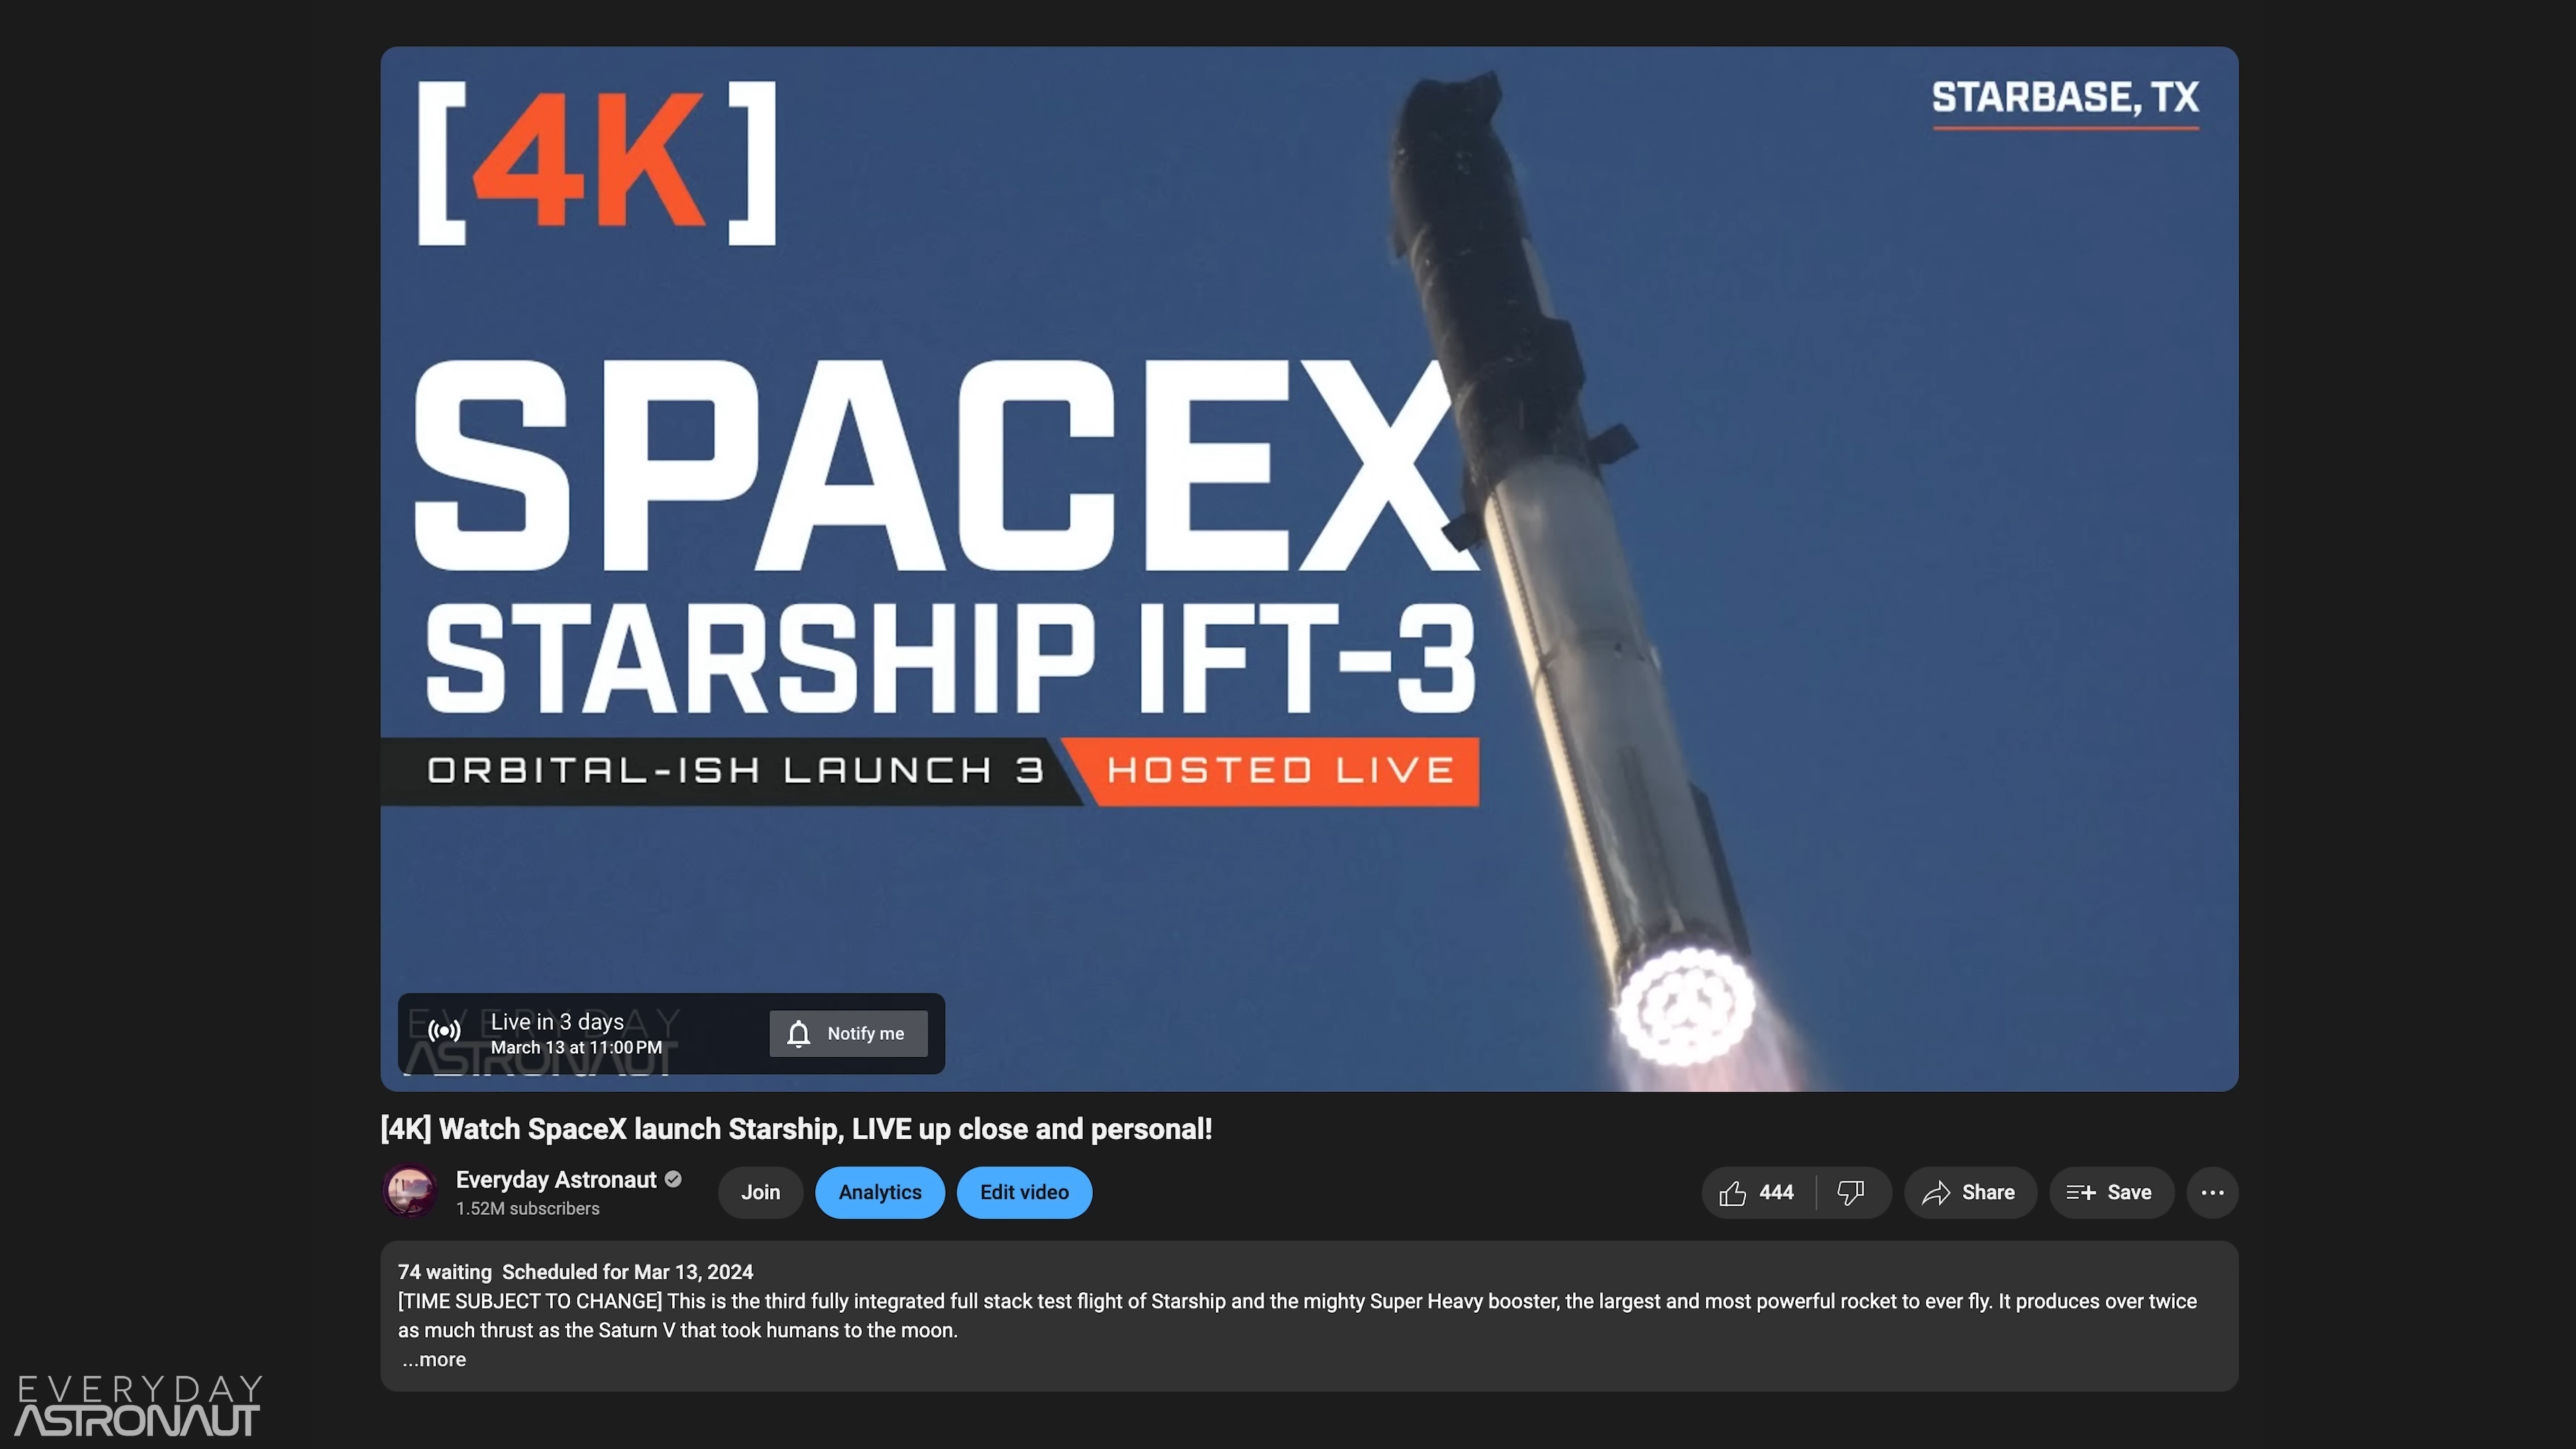 [4K]
STARBASE, TX
SPACEX
STARSHIP IFT-3
ORBITAL-ISH LAUNCH 3 HOSTED LIVE
EVERYDAY
ASTRONAUT
Live in 3 days
March 13 at 11:00 PM
Notify me
[4K] Watch SpaceX launch Starship, LIVE up close and personal!
Everyday Astronaut
1.52M subscribers
Join
Analytics
Edit video
444
Share
Save
74 waiting Scheduled for Mar 13, 2024
[TIME SUBJECT TO CHANGE] This is the third fully integrated full stack test flight of Starship and the mighty Super Heavy booster, the largest and most powerful rocket to ever fly. It produces over twice
as much thrust as the Saturn V that took humans to the moon.
...more
EVERYDAY
ASTRONAUT